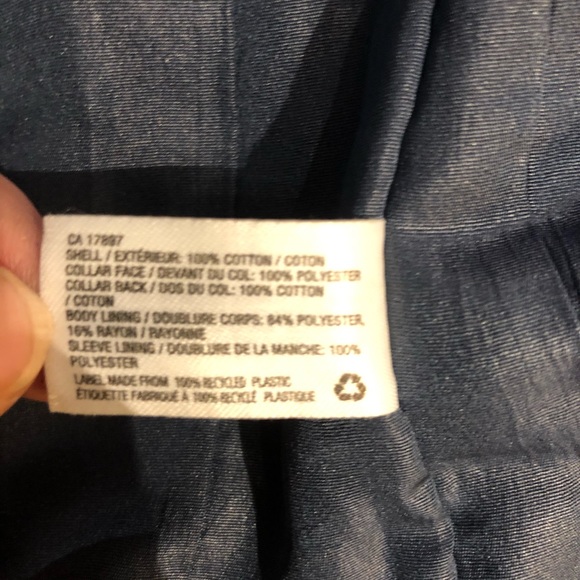 CA 17897
SHELL / EXTÉRIEUR: 100% COTTON / COTON
COLLAR FACE / DEVANT DU COL: 100% POLYESTER
COLLAR BACK / DOS DU COL: 100% COTTON
/ COTON
BODY LINING / DOUBLURE CORPS: 84% POLYESTER,
16% RAYON / RAYONNE
SLEEVE LINING / DOUBLURE DE LA MANCHE: 100%
POLYESTER
LABEL MADE FROM 100% RECYCLED PLASTIC
ÉTIQUETTE FABRIQUÉ À 100% RECYCLÉ PLASTIQUE